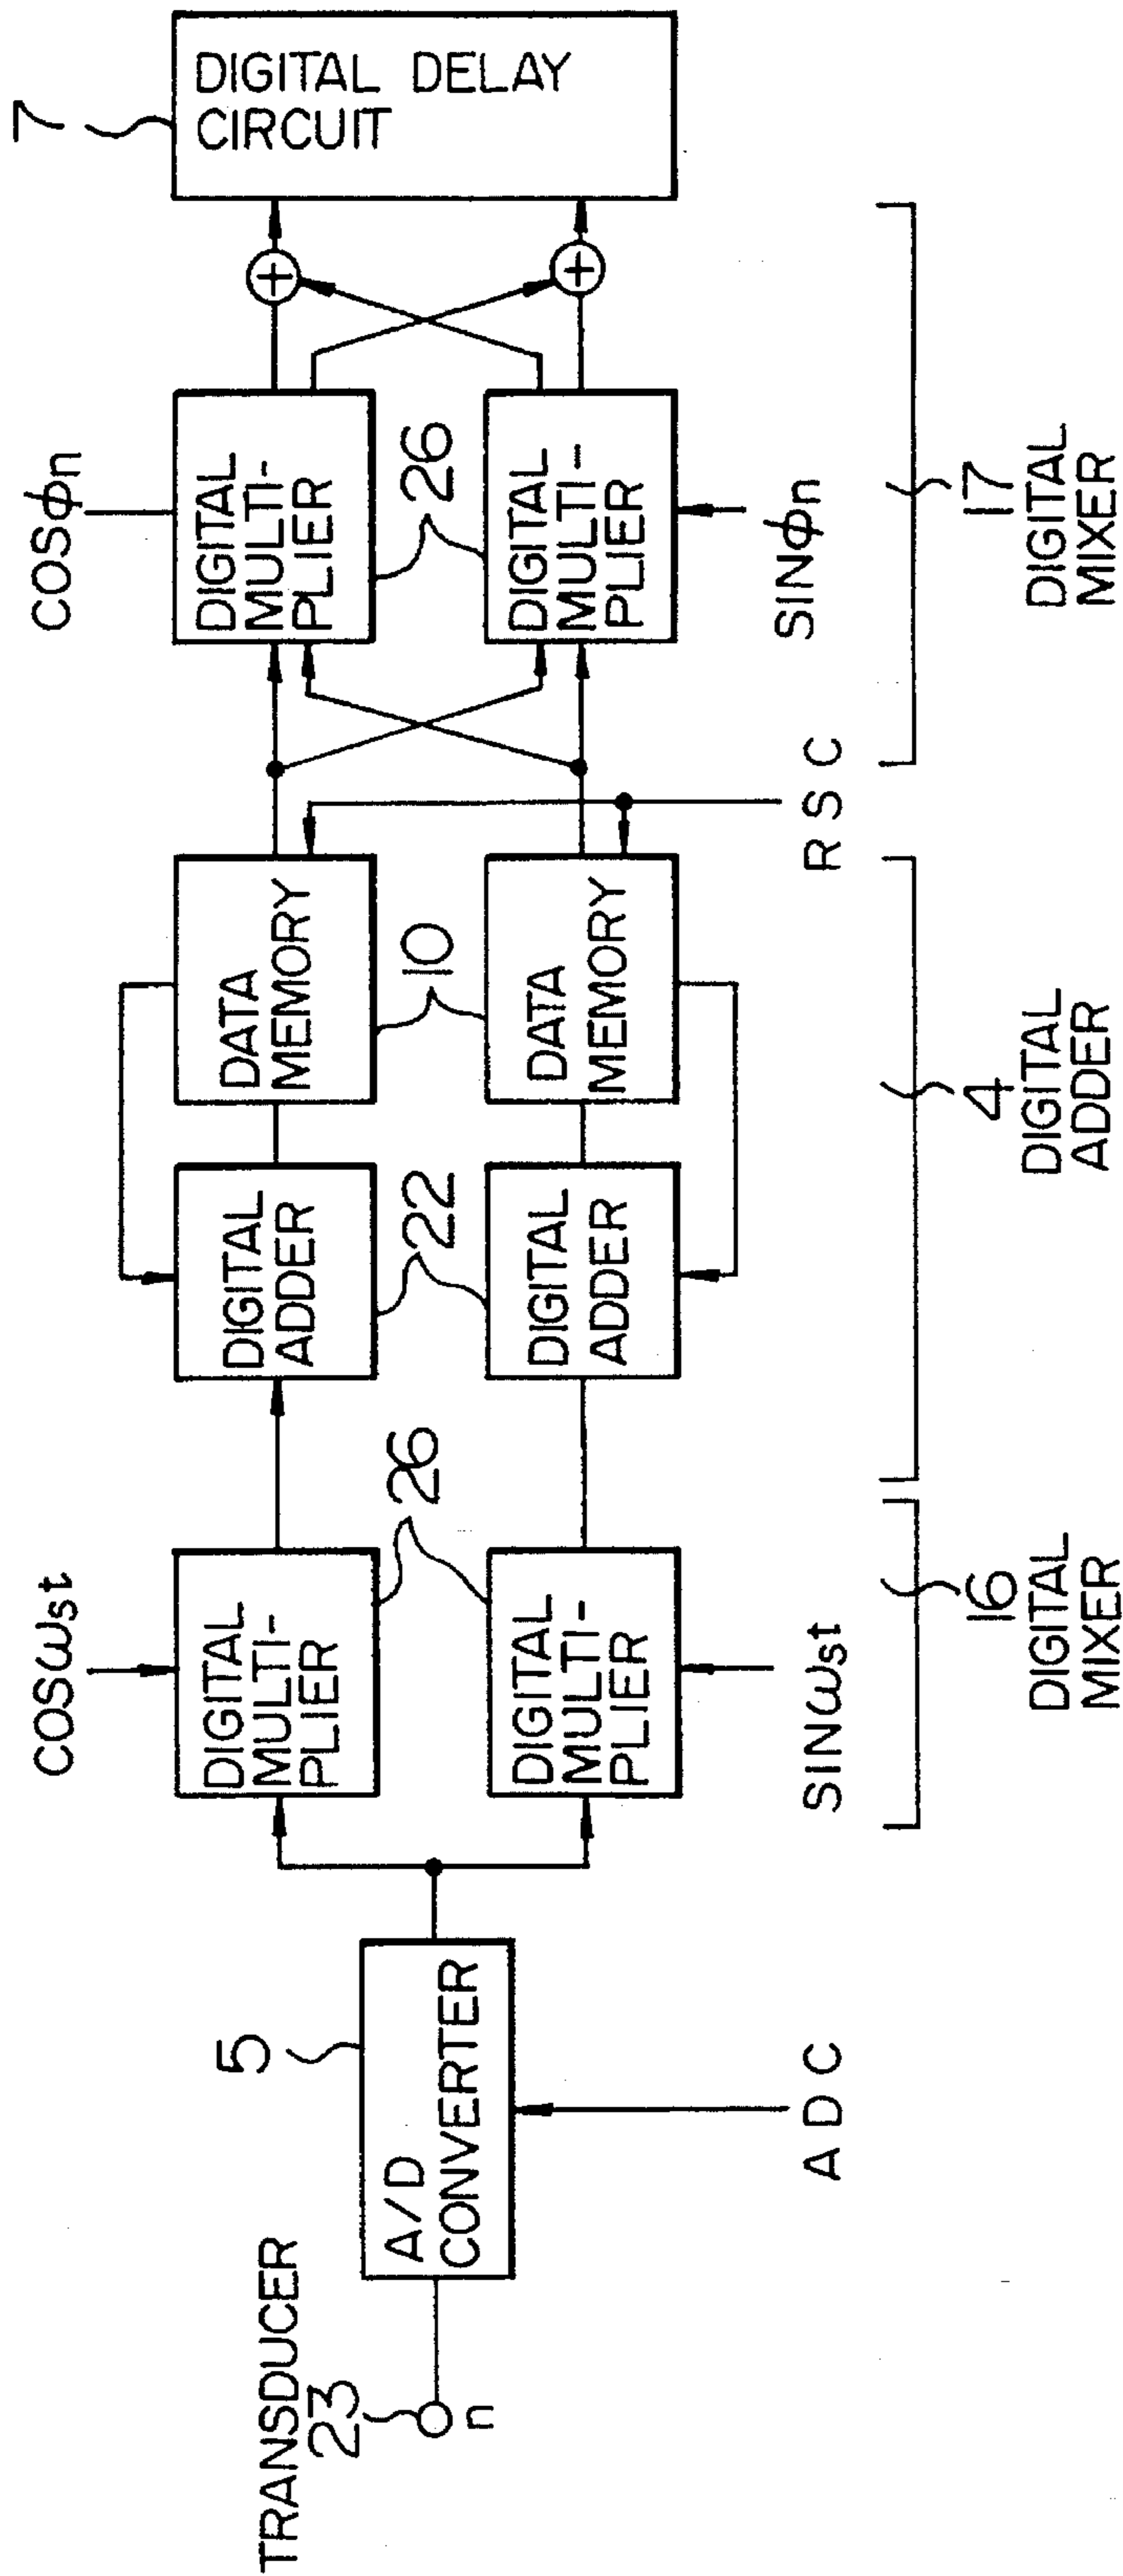 TRANSDUCER
23
n
5
A/D
CONVERTER
A D C
COSωst
DIGITAL
MULTI-
PLIER
26
DIGITAL
MULTI-
PLIER
SINωst
16
DIGITAL
MIXER
DIGITAL
ADDER
22
DIGITAL
ADDER
DATA
MEMORY
10
DATA
MEMORY
R S C
4
DIGITAL
ADDER
COSϕn
DIGITAL
MULTI-
PLIER
26
DIGITAL
MULTI-
PLIER
SINϕn
17
DIGITAL
MIXER
+
+
7
DIGITAL DELAY
CIRCUIT